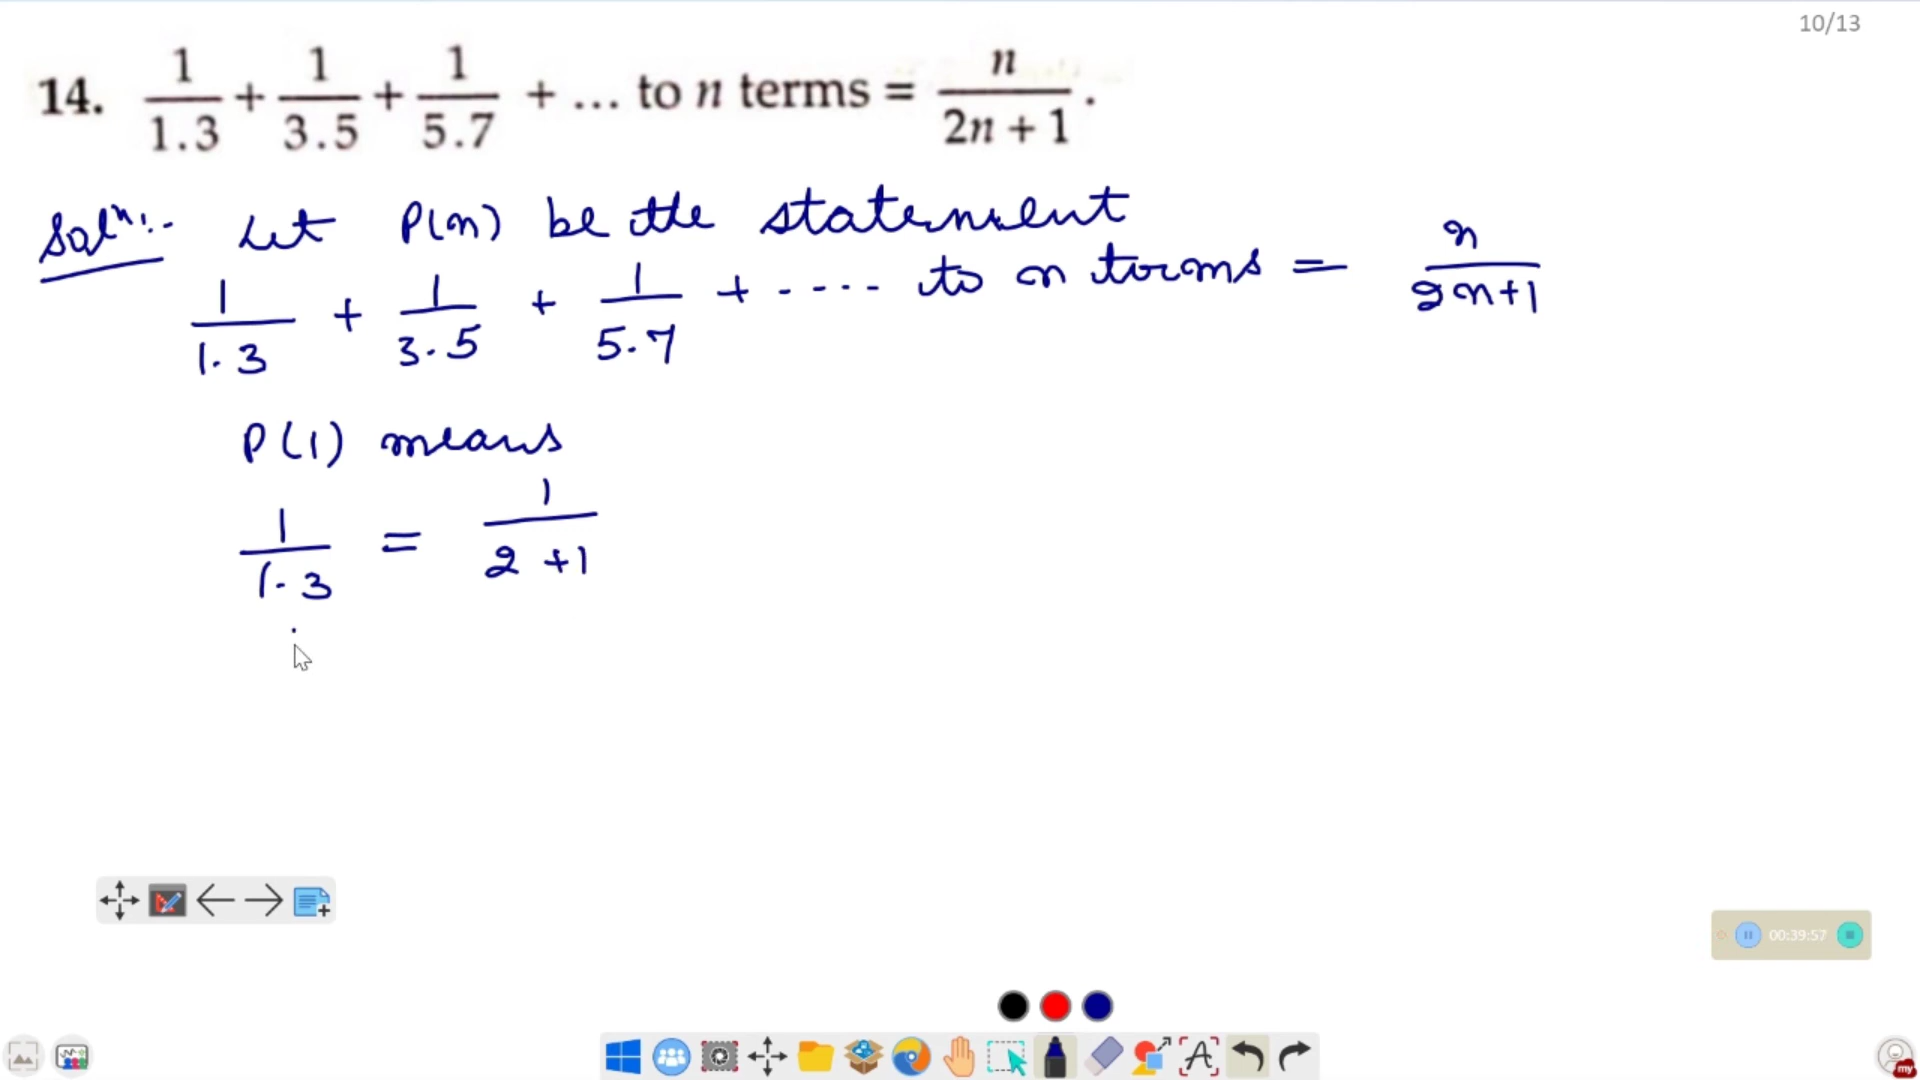 10/13
14. 1/1.3 + 1/3.5 + 1/5.7 + ... to n terms = n/2n + 1.
Solⁿ:- Let P(n) be the statement
1/1.3 + 1/3.5 + 1/5.7 + ----- to n terms = n/2n+1
P(1) means
1/1.3 = 1/2+1
00:39:57
my